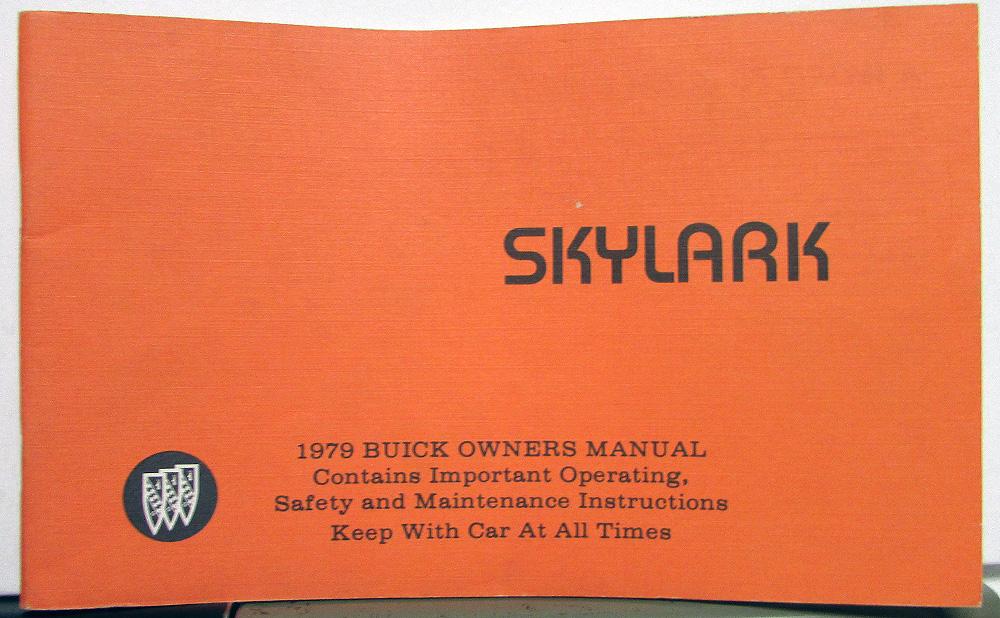 SKYLARK
1979 BUICK OWNERS MANUAL
Contains Important Operating,
Safety and Maintenance Instructions
Keep With Car At All Times